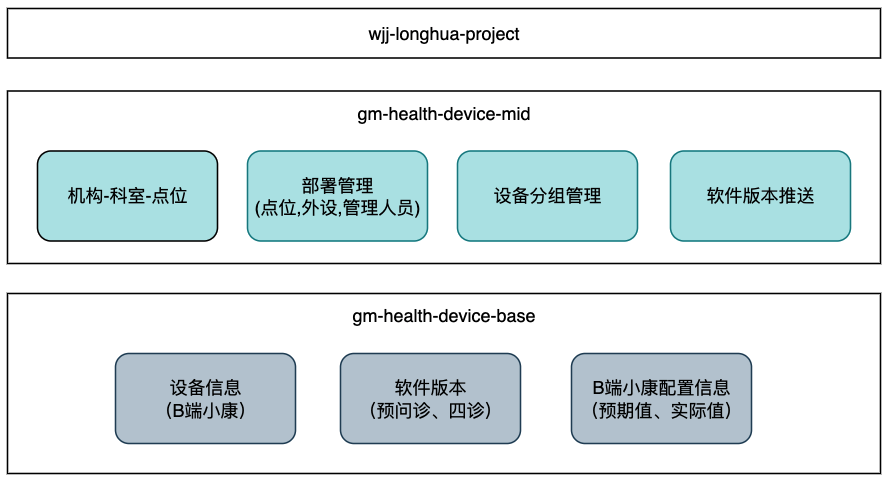 wjj-longhua-project
gm-health-device-mid
机构-科室-点位
部署管理
(点位,外设,管理人员)
设备分组管理
软件版本推送
gm-health-device-base
设备信息
（B端小康）
软件版本
（预问诊、四诊）
B端小康配置信息
（预期值、实际值）